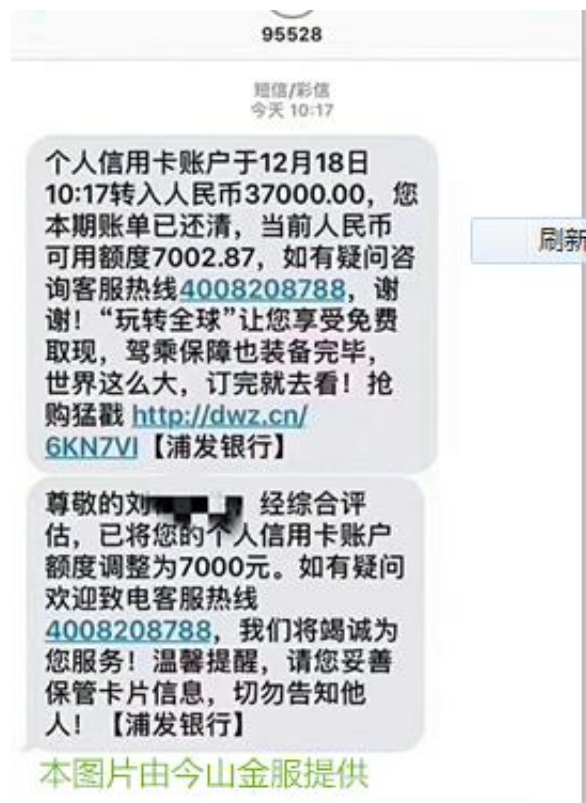 95528
短信/彩信
今天 10:17
个人信用卡账户于12月18日
10:17转入人民币37000.00，您
本期账单已还清，当前人民币
可用额度7002.87，如有疑问咨
询客服热线4008208788，谢
谢！“玩转全球”让您享受免费
取现，驾乘保障也装备完毕，
世界这么大，订完就去看！抢
购猛戳 http://dwz.cn/
6KN7VI【浦发银行】
刷新
尊敬的刘 经综合评
估，已将您的个人信用卡账户
额度调整为7000元。如有疑问
欢迎致电客服热线
4008208788，我们将竭诚为
您服务！温馨提醒，请您妥善
保管卡片信息，切勿告知他
人！【浦发银行】
本图片由今山金服提供